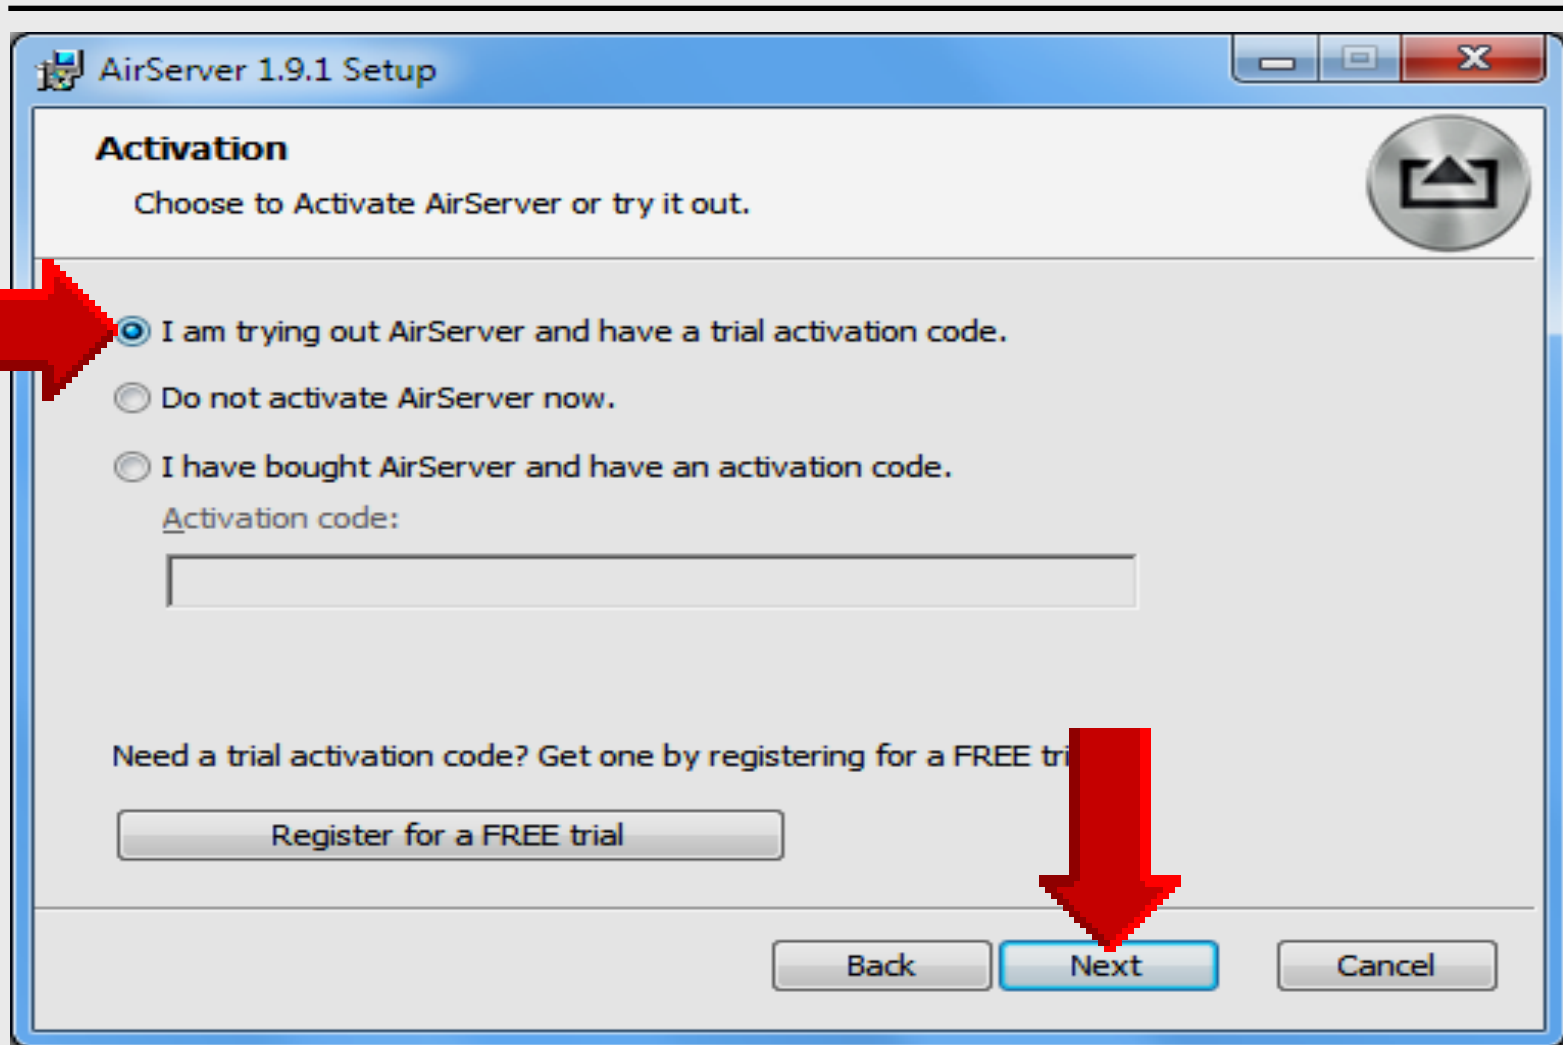 AirServer 1.9.1 Setup
Activation
Choose to Activate AirServer or try it out.
I am trying out AirServer and have a trial activation code.
Do not activate AirServer now.
I have bought AirServer and have an activation code.
Activation code:
Need a trial activation code? Get one by registering for a FREE
Register for a FREE trial
Back Next Cancel